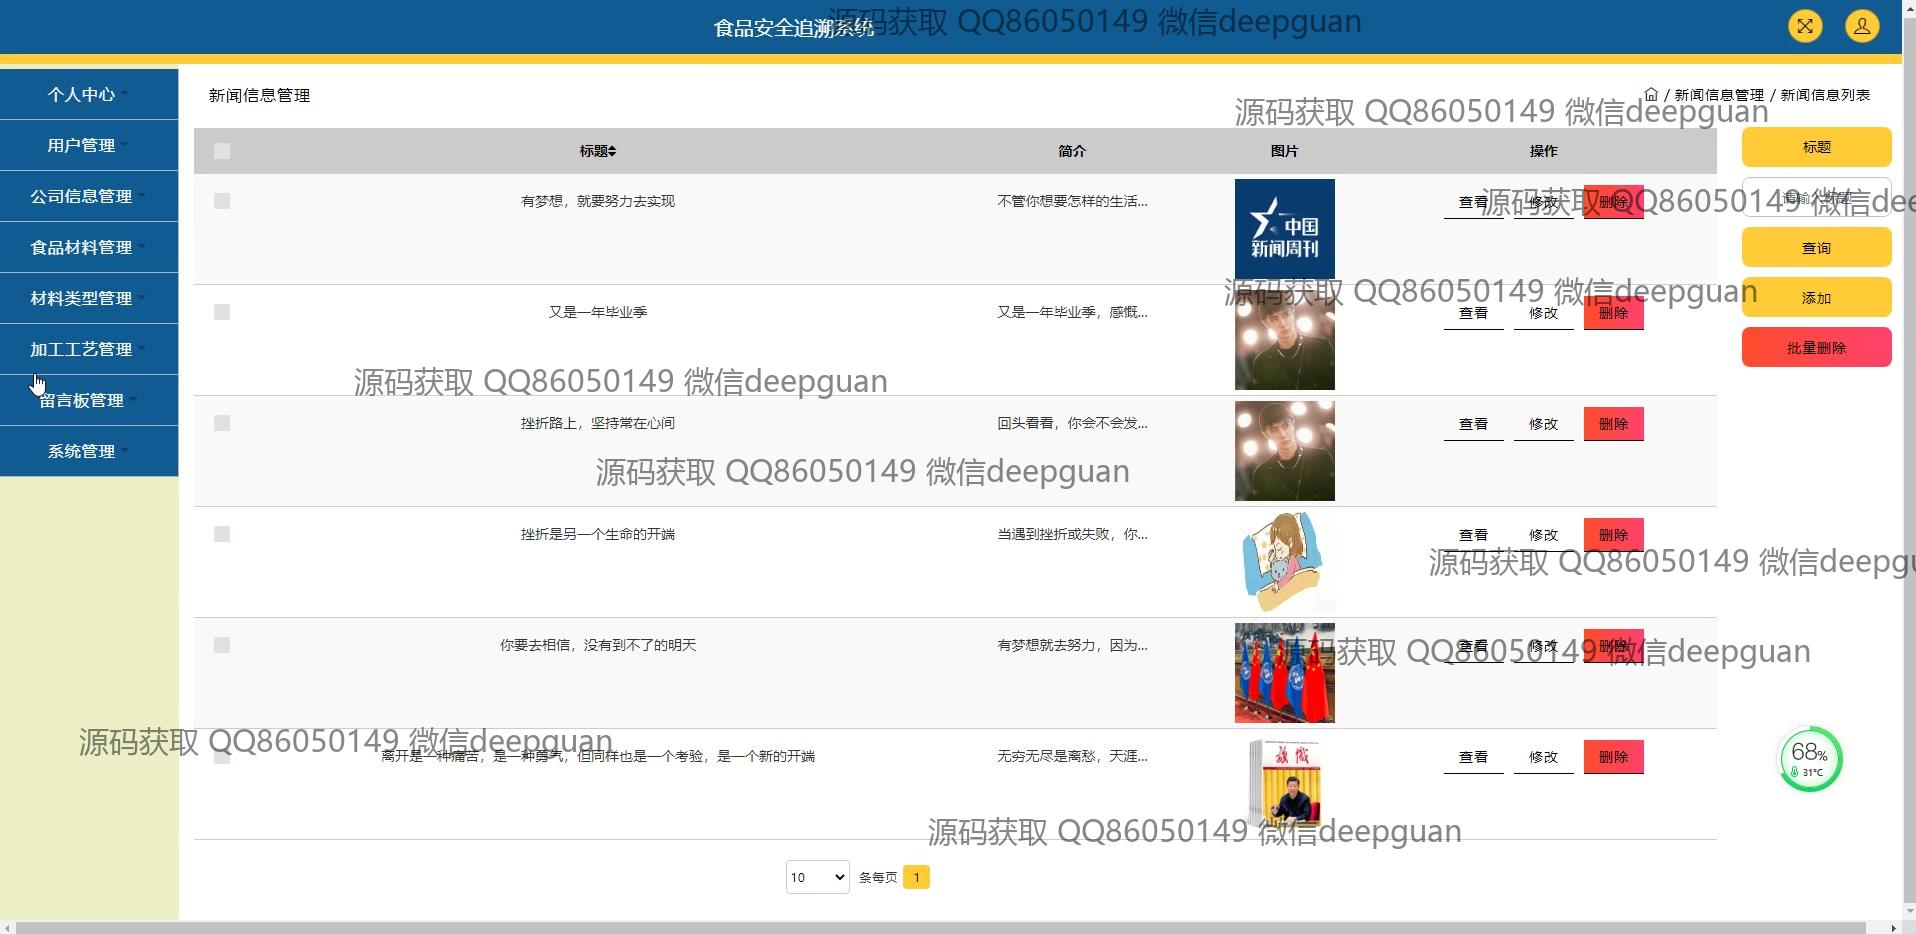 食品安全追溯系统
源码获取 QQ86050149 微信deepguan
个人中心
用户管理
公司信息管理
食品材料管理
材料类型管理
加工工艺管理
留言板管理
系统管理
新闻信息管理
/ 新闻信息管理 / 新闻信息列表
源码获取 QQ86050149 微信deepguan
标题 简介 图片 操作
有梦想，就要努力去实现 不管你想要怎样的生活... 查看 修改 删除
中国
新闻周刊
源码获取 QQ86050149 微信deep
源码获取 QQ86050149 微信deepguan
又是一年毕业季 又是一年毕业季，感慨... 查看 修改 删除
源码获取 QQ86050149 微信deepguan
挫折路上，坚持常在心间 回头看看，你会不会发... 查看 修改 删除
源码获取 QQ86050149 微信deepguan
挫折是另一个生命的开端 当遇到挫折或失败，你... 查看 修改 删除
源码获取 QQ86050149 微信deepgu
你要去相信，没有到不了的明天 有梦想就去努力，因为... 查看 修改 删除
源码获取 QQ86050149 微信deepguan
源码获取 QQ86050149 微信deepguan
离开是一种痛苦，是一种勇气，但同样也是一个考验，是一个新的开端 无穷无尽是离愁，天涯... 查看 修改 删除
旗帜
源码获取 QQ86050149 微信deepguan
10 条每页 1
标题
请输入标题
查询
添加
批量删除
68%
31°C